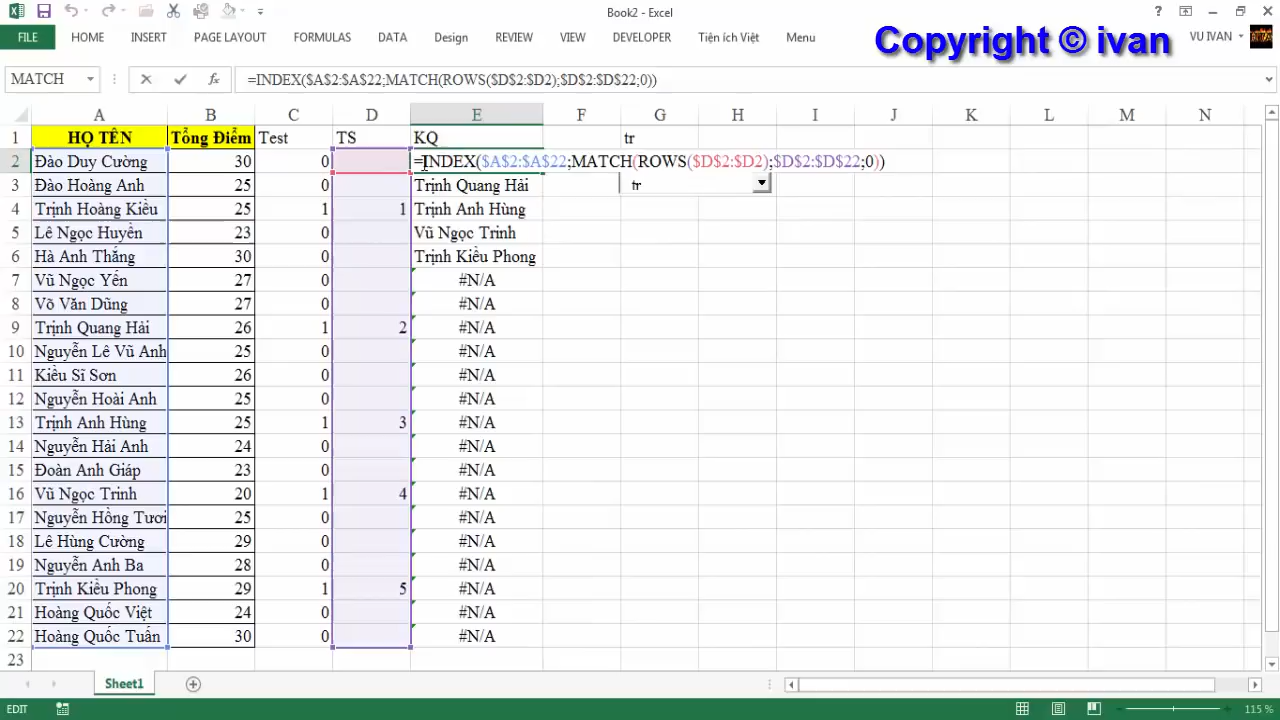 Book2 - Excel
FILE HOME INSERT PAGE LAYOUT FORMULAS DATA Design REVIEW VIEW DEVELOPER Tiện ích Việt Menu VU IVAN
Copyright © ivan
MATCH =INDEX($A$2:$A$22;MATCH(ROWS($D$2:$D2);$D$2:$D$22;0))
A B C D E F G H I J K L M N
1 HỌ TÊN Tổng Điểm Test TS KQ tr
2 Đào Duy Cường 30 0 =INDEX($A$2:$A$22;MATCH(ROWS($D$2:$D2);$D$2:$D$22;0))
3 Đào Hoàng Anh 25 0 Trịnh Quang Hải tr
4 Trịnh Hoàng Kiều 25 1 1 Trịnh Anh Hùng
5 Lê Ngọc Huyền 23 0 Vũ Ngọc Trinh
6 Hà Anh Thắng 30 0 Trịnh Kiều Phong
7 Vũ Ngọc Yến 27 0 #N/A
8 Võ Văn Dũng 27 0 #N/A
9 Trịnh Quang Hải 26 1 2 #N/A
10 Nguyễn Lê Vũ Anh 25 0 #N/A
11 Kiều Sĩ Sơn 26 0 #N/A
12 Nguyễn Hoài Anh 25 0 #N/A
13 Trịnh Anh Hùng 25 1 3 #N/A
14 Nguyễn Hải Anh 24 0 #N/A
15 Đoàn Anh Giáp 23 0 #N/A
16 Vũ Ngọc Trinh 20 1 4 #N/A
17 Nguyễn Hồng Tươi 25 0 #N/A
18 Lê Hùng Cường 29 0 #N/A
19 Nguyễn Anh Ba 28 0 #N/A
20 Trịnh Kiều Phong 29 1 5 #N/A
21 Hoàng Quốc Việt 24 0 #N/A
22 Hoàng Quốc Tuấn 30 0 #N/A
23
Sheet1
EDIT 115 %